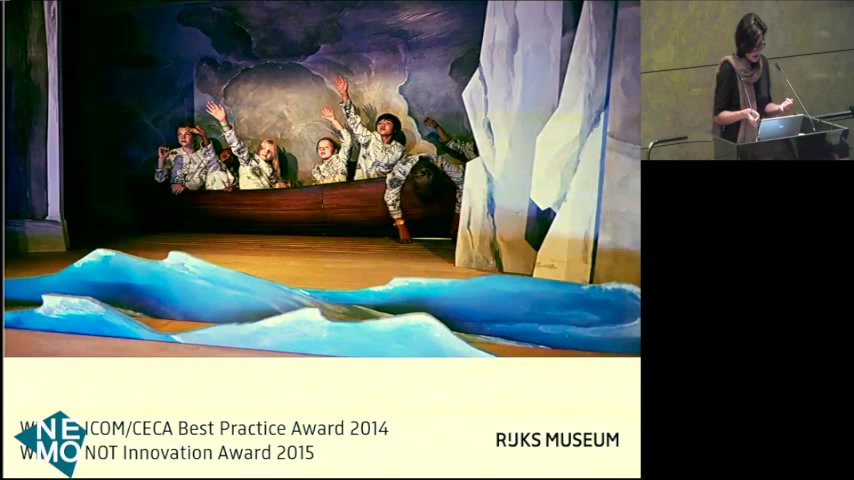 ICOM/CECA Best Practice Award 2014
NOT Innovation Award 2015
NE
MO
RIJKS MUSEUM